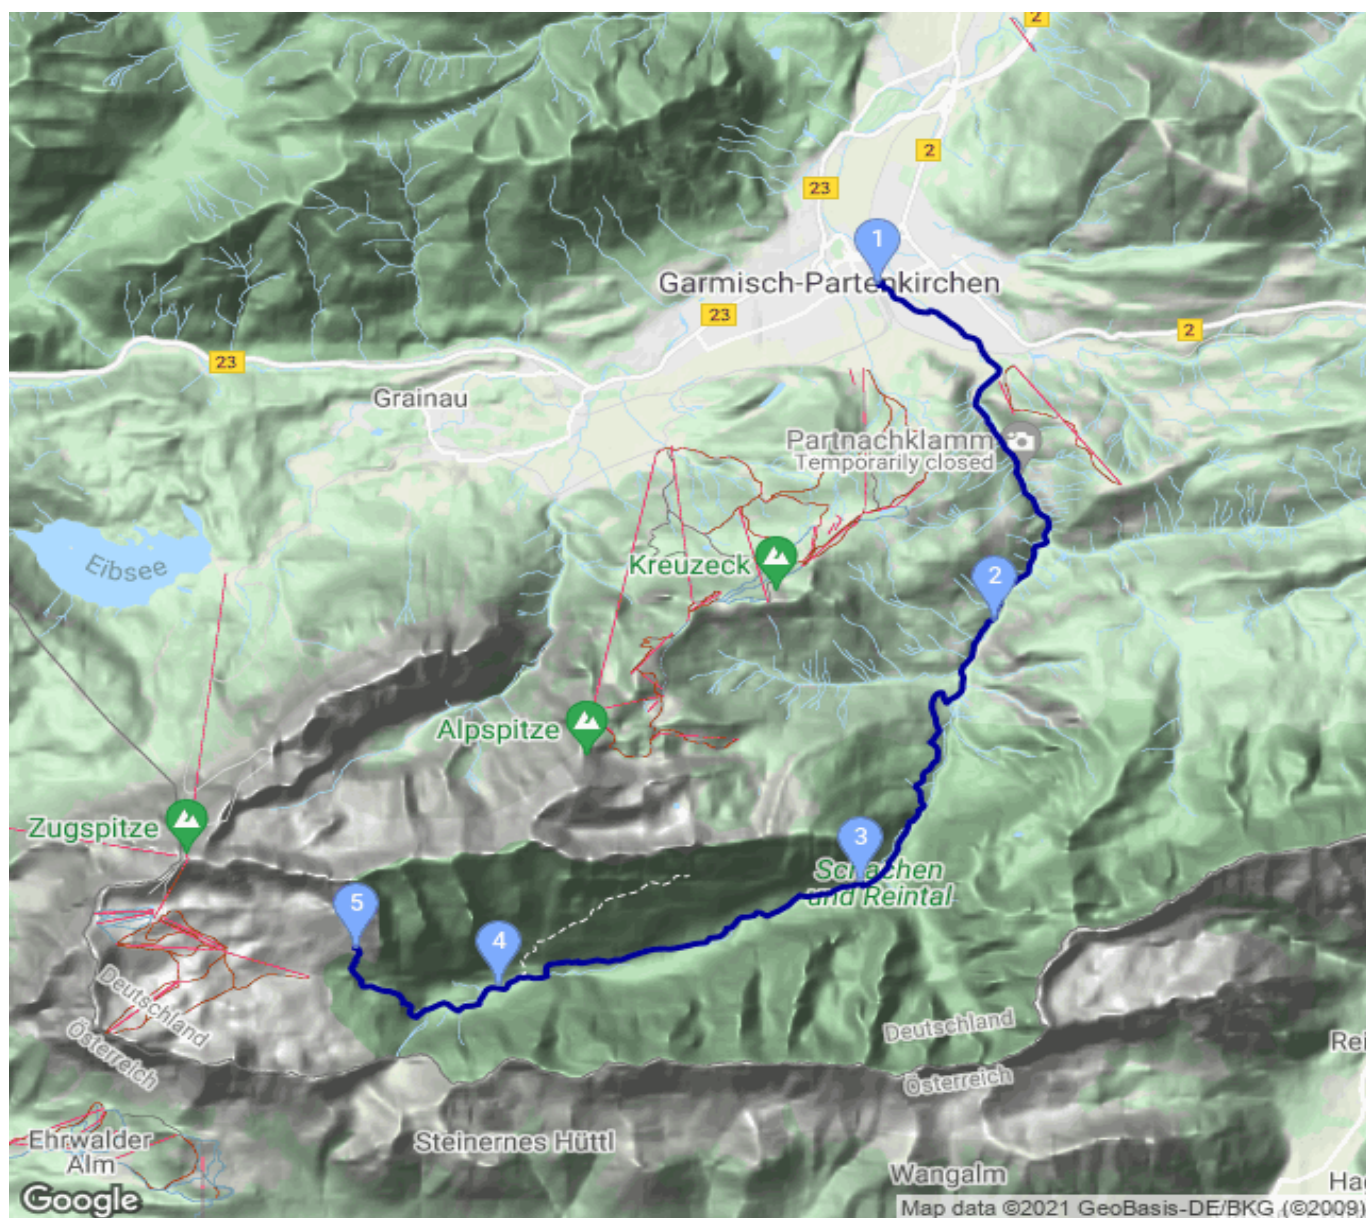 2
2
23
1
Garmisch-Partenkirchen
23
2
23
Grainau
Partnachklamm
Temporarily closed
Eibsee
Kreuzeck
2
Alpspitze
Zugspitze
3
Schachen
und Reintal
5
4
Deutschland
Österreich
Deutschland
Österreich
Rei
Ehrwalder
Alm
Steinernes Hüttl
Wangalm
Hag
Google
Map data ©2021 GeoBasis-DE/BKG (©2009)